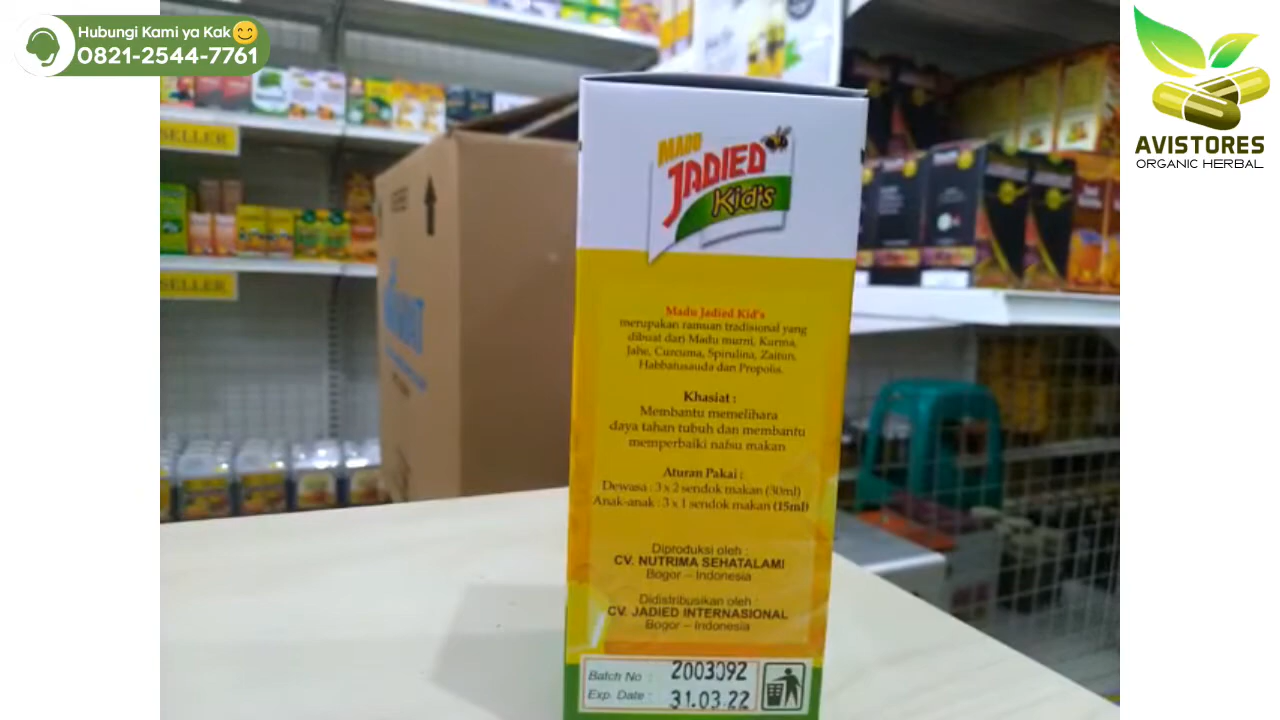 Hubungi Kami ya Kak😊
0821-2544-7761
AVISTORES
ORGANIC HERBAL
SELLER
SELLER
MADU
JADIED
Kid's
Madu Jadied Kid's
merupakan ramuan tradisional yang
dibuat dari Madu murni, Kurma,
Jahe, Curcuma, Spirulina, Zaitun,
Habbatusauda dan Propolis.
Khasiat :
Membantu memelihara
daya tahan tubuh dan membantu
memperbaiki nafsu makan
Aturan Pakai :
Dewasa : 3 x 2 sendok makan (30ml)
Anak-anak : 3 x 1 sendok makan (15ml)
Diproduksi oleh :
CV. NUTRIMA SEHATALAMI
Bogor – Indonesia
Didistribusikan oleh :
CV. JADIED INTERNASIONAL
Bogor – Indonesia
Batch No : 2003092
Exp. Date : 31.03.22